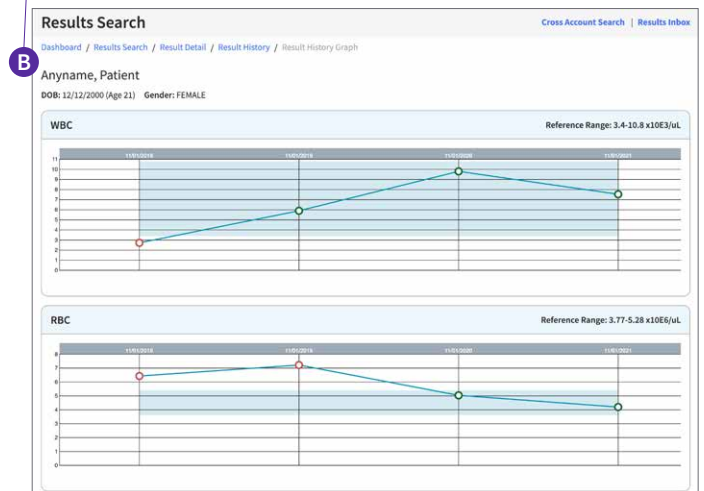 Results Search
Cross Account Search | Results Inbox
Dashboard / Results Search / Result Detail / Result History / Result History Graph
B
Anyname, Patient
DOB: 12/12/2000 (Age 21) Gender: FEMALE
WBC
Reference Range: 3.4-10.8 x10E3/uL
11/01/2020 11/01/2021
11
10
9
8
7
6
5
4
3
2
1
0
RBC
Reference Range: 3.77-5.28 x10E6/uL
11/01/2020 11/01/2021
8
7
6
5
4
3
2
1
0